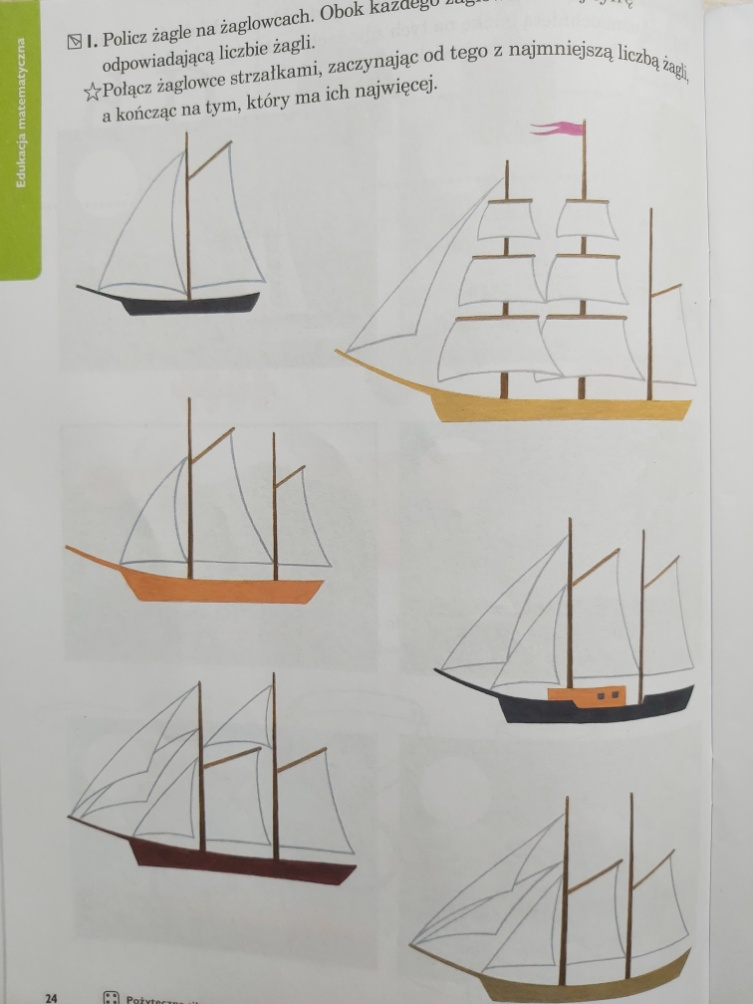 Edukacja matematyczna
1. Policz żagle na żaglowcach. Obok każdego
odpowiadającą liczbie żagli.
Połącz żaglowce strzałkami, zaczynając od tego z najmniejszą liczbą żagli,
a kończąc na tym, który ma ich najwięcej.
24